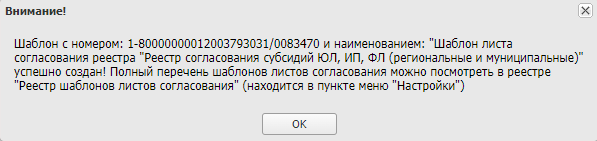 Внимание!
Шаблон с номером: 1-80000000012003793031/0083470 и наименованием: "Шаблон листа
согласования реестра "Реестр согласования субсидий ЮЛ, ИП, ФЛ (региональные и муниципальные)"
успешно создан! Полный перечень шаблонов листов согласования можно посмотреть в реестре
"Реестр шаблонов листов согласования" (находится в пункте меню "Настройки")
OK